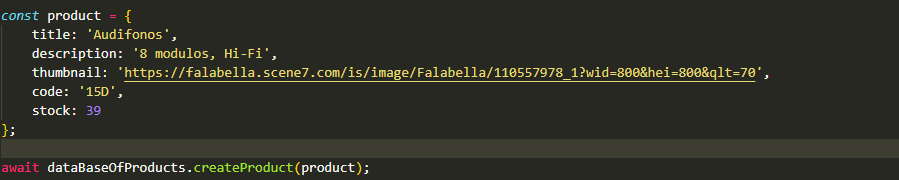 const product = {
    title: 'Audifonos',
    description: '8 modulos, Hi-Fi',
    thumbnail: 'https://falabella.scene7.com/is/image/Falabella/110557978_1?wid=800&hei=800&qlt=70',
    code: '15D',
    stock: 39
};
await dataBaseOfProducts.createProduct(product);